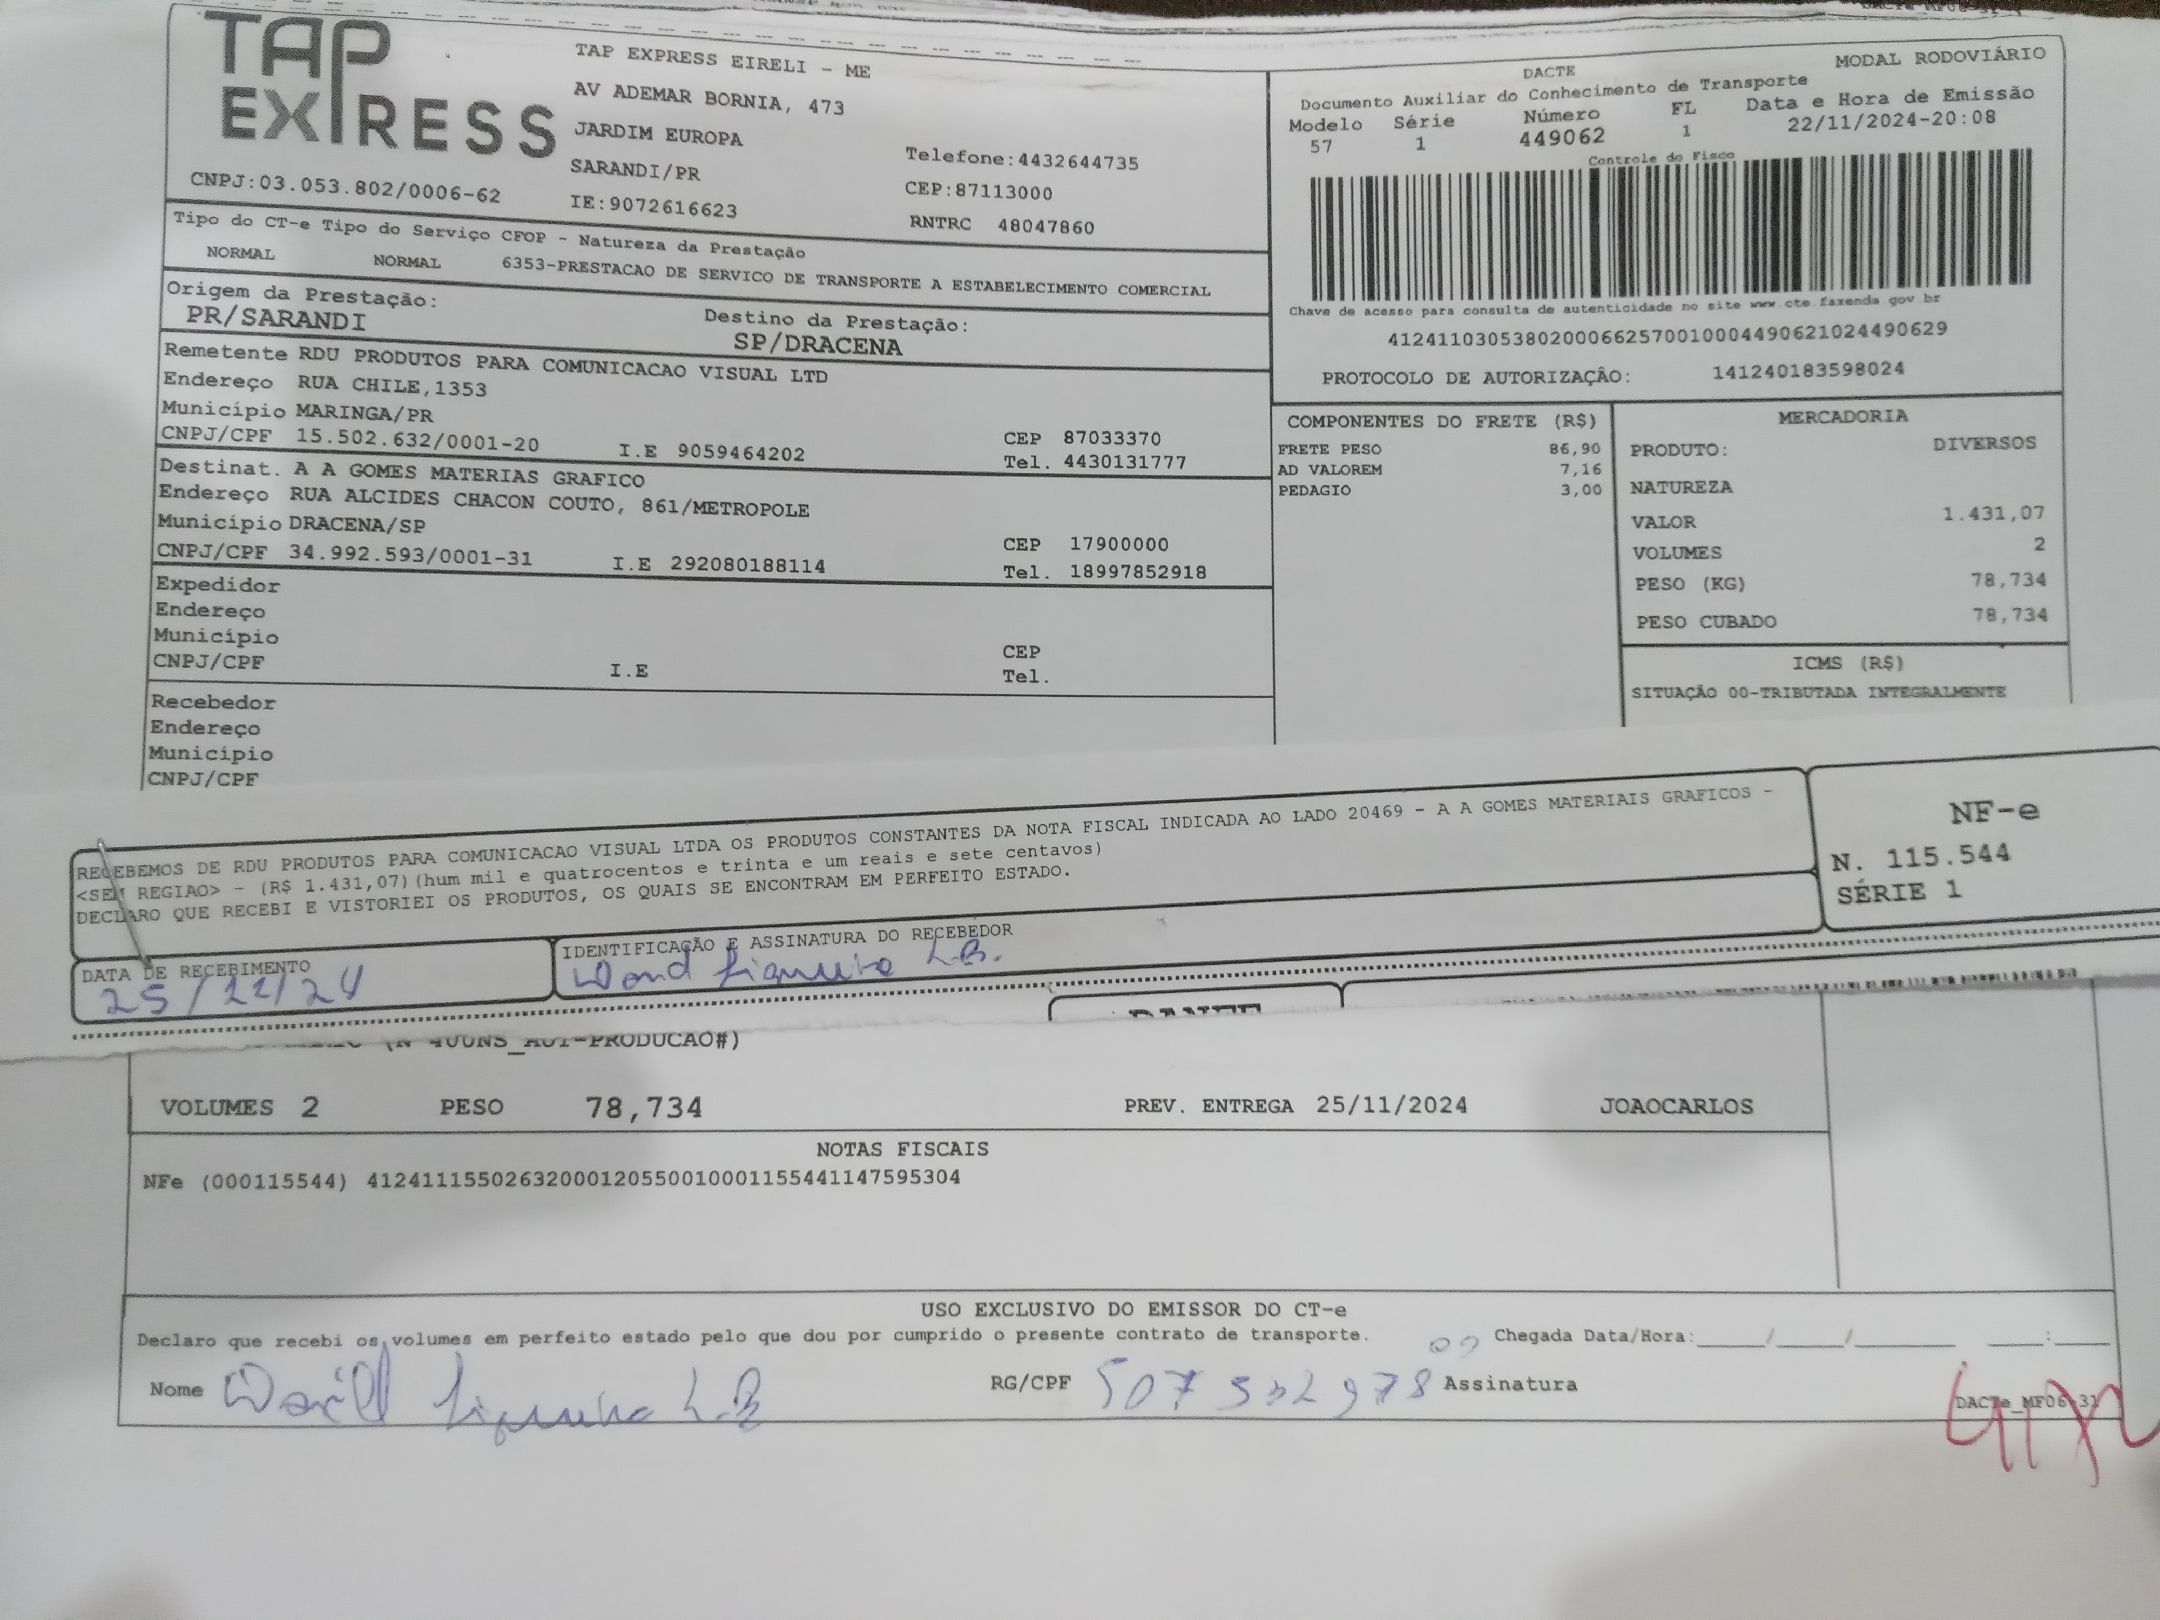 TAP
EXPRESS
TAP EXPRESS EIRELI - ME
AV ADEMAR BORNIA, 473
JARDIM EUROPA
SARANDI/PR
Telefone:4432644735
CEP:87113000
CNPJ:03.053.802/0006-62
IE:9072616623
RNTRC 48047860
Tipo do CT-e Tipo do Serviço CFOP - Natureza da Prestação
NORMAL NORMAL 6353-PRESTACAO DE SERVICO DE TRANSPORTE A ESTABELECIMENTO COMERCIAL
Origem da Prestação:
PR/SARANDI
Destino da Prestação:
SP/DRACENA
Remetente RDU PRODUTOS PARA COMUNICACAO VISUAL LTD
Endereço RUA CHILE,1353
Município MARINGA/PR
CEP 87033370
CNPJ/CPF 15.502.632/0001-20 I.E 9059464202
Tel. 4430131777
Destinat. A A GOMES MATERIAS GRAFICO
Endereço RUA ALCIDES CHACON COUTO, 861/METROPOLE
Município DRACENA/SP
CEP 17900000
CNPJ/CPF 34.992.593/0001-31 I.E 292080188114
Tel. 18997852918
Expedidor
Endereço
Município
CEP
CNPJ/CPF I.E
Tel.
Recebedor
Endereço
Município
CNPJ/CPF
DACTE
MODAL RODOVIÁRIO
Documento Auxiliar do Conhecimento de Transporte
Modelo Série Número FL Data e Hora de Emissão
57 1 449062 1 22/11/2024-20:08
Controle do Fisco
Chave de acesso para consulta de autenticidade no site www.cte.fazenda.gov.br
41241103053802000662570010004490621024490629
PROTOCOLO DE AUTORIZAÇÃO: 141240183598024
COMPONENTES DO FRETE (R$)
FRETE PESO 86,90
AD VALOREM 7,16
PEDAGIO 3,00
MERCADORIA
PRODUTO: DIVERSOS
NATUREZA
VALOR 1.431,07
VOLUMES 2
PESO (KG) 78,734
PESO CUBADO 78,734
ICMS (R$)
SITUAÇÃO 00-TRIBUTADA INTEGRALMENTE
RECEBEMOS DE RDU PRODUTOS PARA COMUNICACAO VISUAL LTDA OS PRODUTOS CONSTANTES DA NOTA FISCAL INDICADA AO LADO 20469 - A A GOMES MATERIAIS GRAFICOS -
<SEM REGIAO> - (R$ 1.431,07) (hum mil e quatrocentos e trinta e um reais e sete centavos)
DECLARO QUE RECEBI E VISTORIEI OS PRODUTOS, OS QUAIS SE ENCONTRAM EM PERFEITO ESTADO.
NF-e
N. 115.544
SÉRIE 1
DATA DE RECEBIMENTO
25/11/24
IDENTIFICAÇÃO E ASSINATURA DO RECEBEDOR
L.B.
VOLUMES 2 PESO 78,734 PREV. ENTREGA 25/11/2024 JOAOCARLOS
NOTAS FISCAIS
NFe (000115544) 41241115502632000120550010001155441147595304
USO EXCLUSIVO DO EMISSOR DO CT-e
Declaro que recebi os volumes em perfeito estado pelo que dou por cumprido o presente contrato de transporte. Chegada Data/Hora:____/____/______ ____:____
Nome L.B RG/CPF Assinatura
DACTe_MF06-31